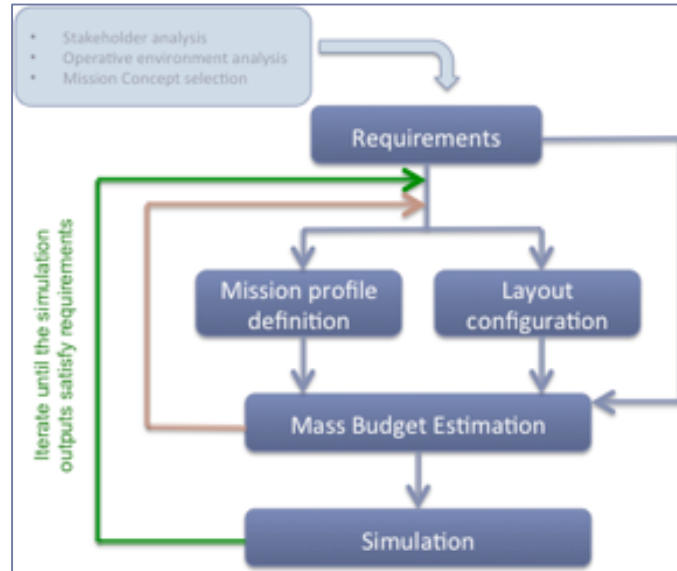 • Stakeholder analysis
• Operative environment analysis
• Mission Concept selection
Requirements
Mission profile
definition
Layout
configuration
Mass Budget Estimation
Simulation
Iterate until the simulation
outputs satisfy requirements